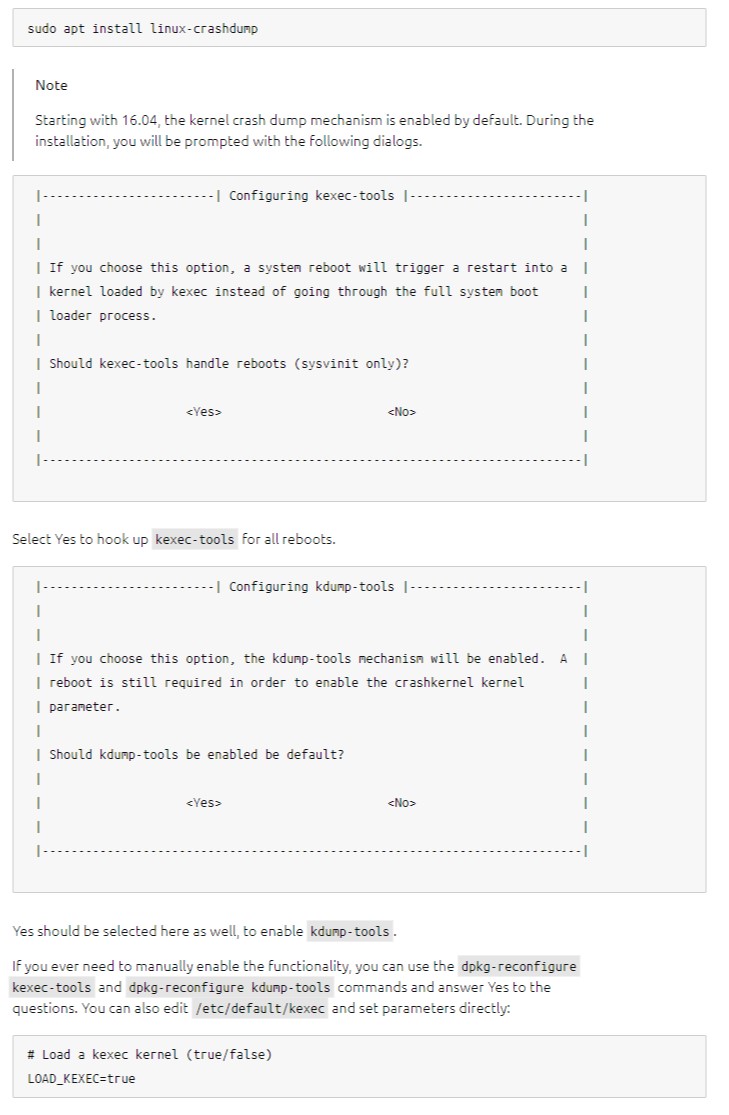 sudo apt install linux-crashdump
Note
Starting with 16.04, the kernel crash dump mechanism is enabled by default. During the
installation, you will be prompted with the following dialogs.
|------------------------| Configuring kexec-tools |------------------------|
|                                                                           |
|                                                                           |
| If you choose this option, a system reboot will trigger a restart into a  |
| kernel loaded by kexec instead of going through the full system boot      |
| loader process.                                                           |
|                                                                           |
| Should kexec-tools handle reboots (sysvinit only)?                        |
|                                                                           |
|                    <Yes>                       <No>                       |
|                                                                           |
|---------------------------------------------------------------------------|
Select Yes to hook up kexec-tools for all reboots.
|------------------------| Configuring kdump-tools |------------------------|
|                                                                           |
|                                                                           |
| If you choose this option, the kdump-tools mechanism will be enabled.  A  |
| reboot is still required in order to enable the crashkernel kernel        |
| parameter.                                                                |
|                                                                           |
| Should kdump-tools be enabled be default?                                 |
|                                                                           |
|                    <Yes>                       <No>                       |
|                                                                           |
|---------------------------------------------------------------------------|
Yes should be selected here as well, to enable kdump-tools.
If you ever need to manually enable the functionality, you can use the dpkg-reconfigure
kexec-tools and dpkg-reconfigure kdump-tools commands and answer Yes to the
questions. You can also edit /etc/default/kexec and set parameters directly:
# Load a kexec kernel (true/false)
LOAD_KEXEC=true